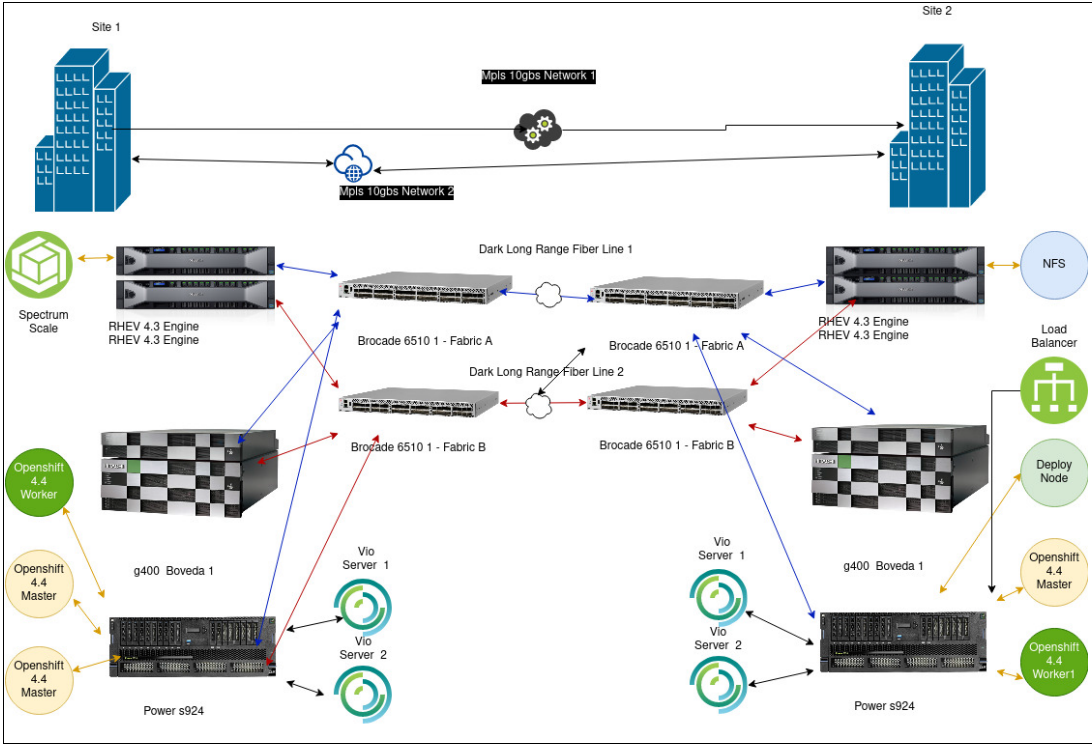 Site 1
Site 2
Mpls 10gbs Network 1
Mpls 10gbs Network 2
Dark Long Range Fiber Line 1
NFS
Spectrum
Scale
RHEV 4.3 Engine
RHEV 4.3 Engine
Brocade 6510 1 - Fabric A
Brocade 6510 1 - Fabric A
RHEV 4.3 Engine
RHEV 4.3 Engine
Load
Balancer
Dark Long Range Fiber Line 2
Brocade 6510 1 - Fabric B
Brocade 6510 1 - Fabric B
Openshift
4.4
Worker
Deploy
Node
g400 Boveda 1
g400 Boveda 1
Vio
Server 1
Vio
Server 1
Openshift
4.4
Master
Openshift
4.4
Master
Vio
Server 2
Vio
Server 2
Openshift
4.4
Master
Openshift
4.4
Worker1
Power s924
Power s924